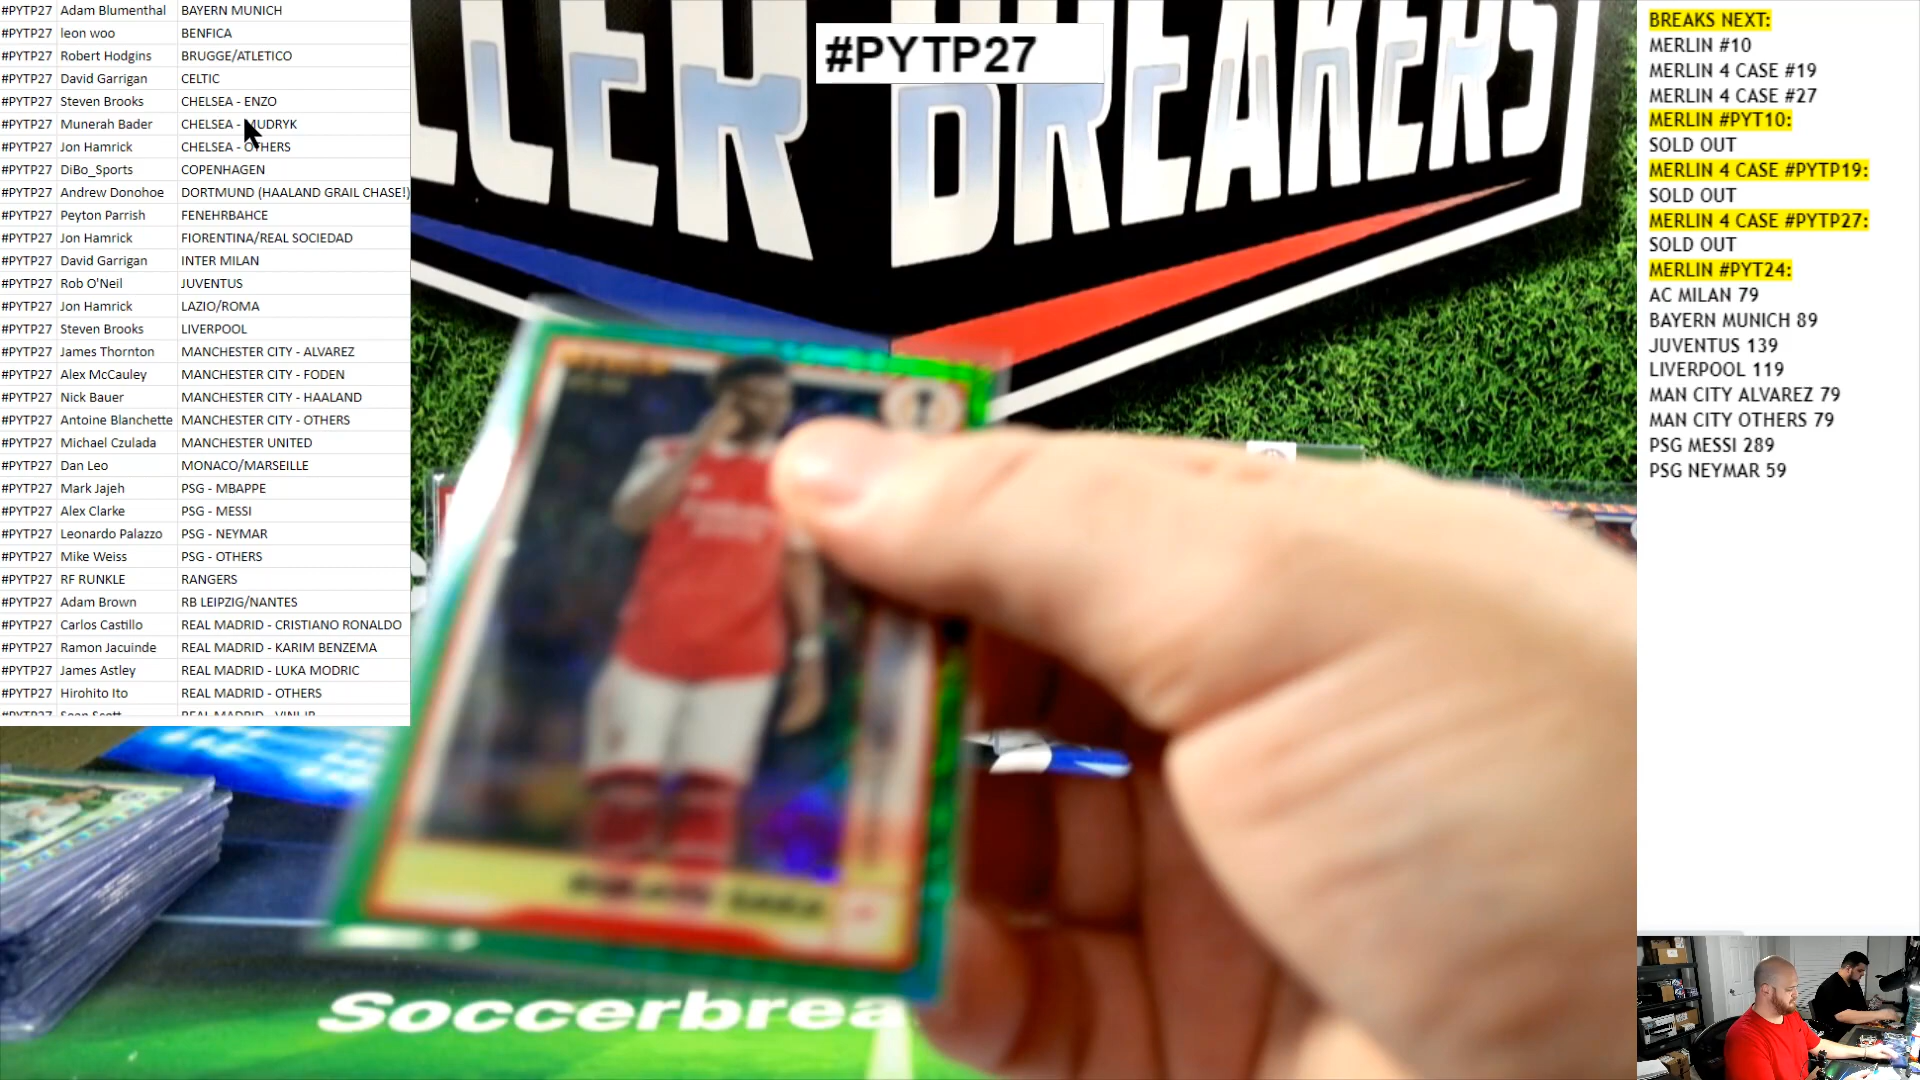 #PYTP27 Adam Blumenthal BAYERN MUNICH
#PYTP27 leon woo BENFICA
#PYTP27 Robert Hodgins BRUGGE/ATLETICO
#PYTP27 David Garrigan CELTIC
#PYTP27 Steven Brooks CHELSEA - ENZO
#PYTP27 Munerah Bader CHELSEA - MUDRYK
#PYTP27 Jon Hamrick CHELSEA - OTHERS
#PYTP27 DiBo_Sports COPENHAGEN
#PYTP27 Andrew Donohoe DORTMUND (HAALAND GRAIL CHASE!)
#PYTP27 Peyton Parrish FENEHRBAHCE
#PYTP27 Jon Hamrick FIORENTINA/REAL SOCIEDAD
#PYTP27 David Garrigan INTER MILAN
#PYTP27 Rob O'Neil JUVENTUS
#PYTP27 Jon Hamrick LAZIO/ROMA
#PYTP27 Steven Brooks LIVERPOOL
#PYTP27 James Thornton MANCHESTER CITY - ALVAREZ
#PYTP27 Alex McCauley MANCHESTER CITY - FODEN
#PYTP27 Nick Bauer MANCHESTER CITY - HAALAND
#PYTP27 Antoine Blanchette MANCHESTER CITY - OTHERS
#PYTP27 Michael Czulada MANCHESTER UNITED
#PYTP27 Dan Leo MONACO/MARSEILLE
#PYTP27 Mark Jajeh PSG - MBAPPE
#PYTP27 Alex Clarke PSG - MESSI
#PYTP27 Leonardo Palazzo PSG - NEYMAR
#PYTP27 Mike Weiss PSG - OTHERS
#PYTP27 RF RUNKLE RANGERS
#PYTP27 Adam Brown RB LEIPZIG/NANTES
#PYTP27 Carlos Castillo REAL MADRID - CRISTIANO RONALDO
#PYTP27 Ramon Jacuinde REAL MADRID - KARIM BENZEMA
#PYTP27 James Astley REAL MADRID - LUKA MODRIC
#PYTP27 Hirohito Ito REAL MADRID - OTHERS
#PYTP27 Sean Scott REAL MADRID - VINI JR
#PYTP27
BREAKERS
SAKA
Soccerbrea
BREAKS NEXT:
MERLIN #10
MERLIN 4 CASE #19
MERLIN 4 CASE #27
MERLIN #PYT10:
SOLD OUT
MERLIN 4 CASE #PYTP19:
SOLD OUT
MERLIN 4 CASE #PYTP27:
SOLD OUT
MERLIN #PYT24:
AC MILAN 79
BAYERN MUNICH 89
JUVENTUS 139
LIVERPOOL 119
MAN CITY ALVAREZ 79
MAN CITY OTHERS 79
PSG MESSI 289
PSG NEYMAR 59